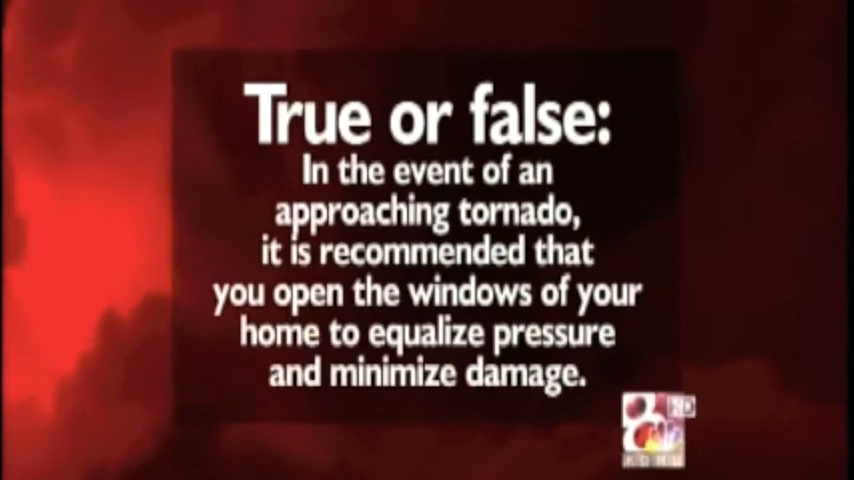 True or false:
In the event of an
approaching tornado,
it is recommended that
you open the windows of your
home to equalize pressure
and minimize damage.
KOMU